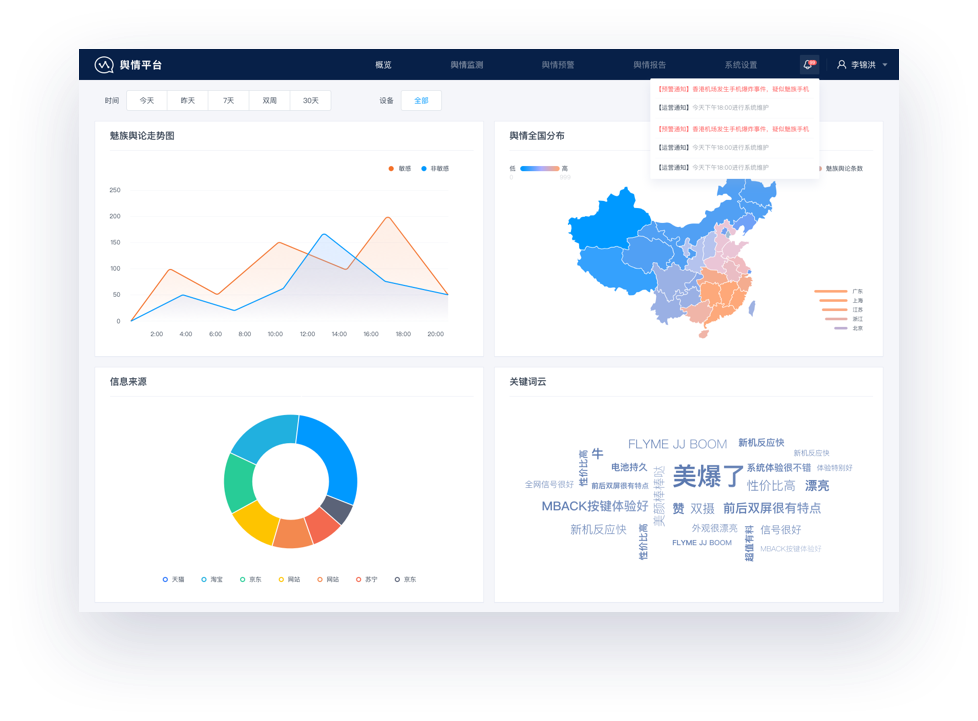 舆情平台
概览 舆情监测 舆情预警 舆情报告 系统设置 李锦洪
时间 今天 昨天 7天 双周 30天 设备 全部
【预警通知】香港机场发生手机爆炸事件，疑似魅族手机
【运营通知】今天下午18:00进行系统维护
【预警通知】香港机场发生手机爆炸事件，疑似魅族手机
【运营通知】今天下午18:00进行系统维护
【运营通知】今天下午18:00进行系统维护
魅族舆论走势图
敏感 非敏感
250
200
150
100
50
0
2:00 4:00 6:00 8:00 10:00 12:00 14:00 16:00 18:00 20:00
舆情全国分布
低 高
魅族舆论条数
广东
上海
江苏
浙江
北京
信息来源
天猫 淘宝 京东 网站 网站 苏宁 京东
关键词云
FLYME JJ BOOM 新机反应快
牛 新机反应快
性价比高
电池持久 美爆了 系统体验很不错 体验特别好
全网信号很好 前后双屏很有特点 性价比高 漂亮
美颜棒棒哒
MBACK按键体验好 赞 双摄 前后双屏很有特点
新机反应快 外观很漂亮 信号很好
性价比高
FLYME JJ BOOM 超值有料 MBACK按键体验好